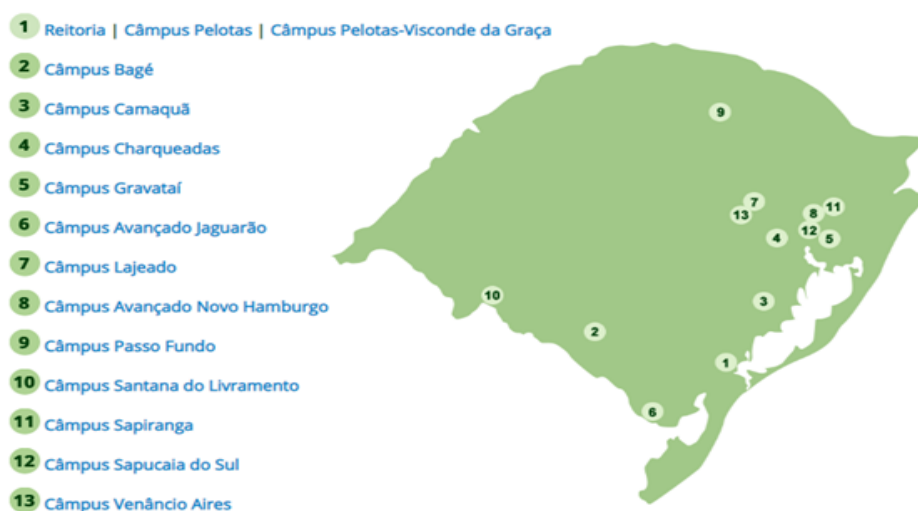 1 Reitoria | Câmpus Pelotas | Câmpus Pelotas-Visconde da Graça
2 Câmpus Bagé
3 Câmpus Camaquã
4 Câmpus Charqueadas
5 Câmpus Gravataí
6 Câmpus Avançado Jaguarão
7 Câmpus Lajeado
8 Câmpus Avançado Novo Hamburgo
9 Câmpus Passo Fundo
10 Câmpus Santana do Livramento
11 Câmpus Sapiranga
12 Câmpus Sapucaia do Sul
13 Câmpus Venâncio Aires
9
7
11
8
13
12
4
5
10
3
2
1
6